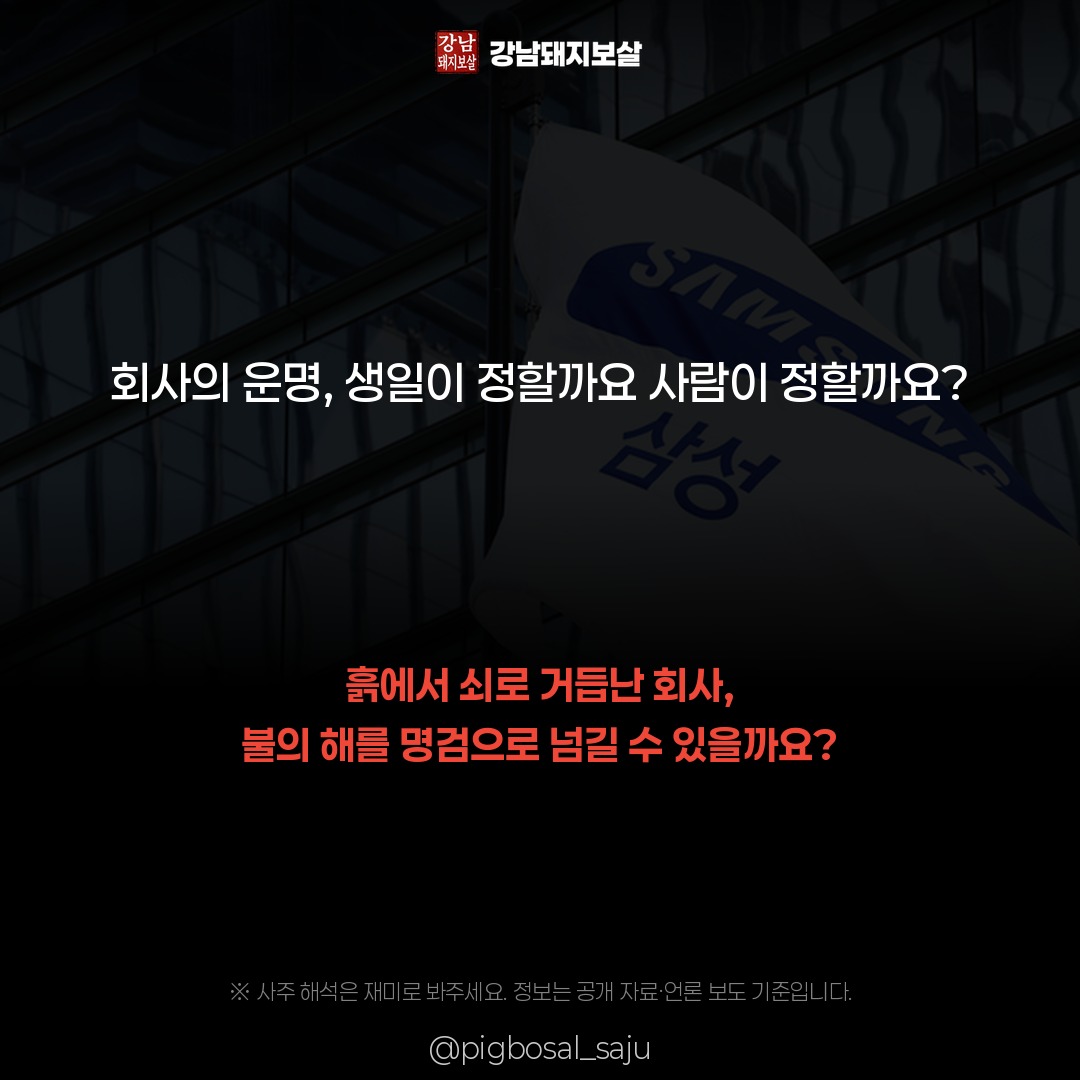 강남
돼지보살
강남돼지보살
SAMSUNG
회사의 운명, 생일이 정할까요 사람이 정할까요?
삼성
흙에서 쇠로 거듭난 회사,
불의 해를 명검으로 넘길 수 있을까요?
※ 사주 해석은 재미로 봐주세요. 정보는 공개 자료·언론 보도 기준입니다.
@pigbosal_saju